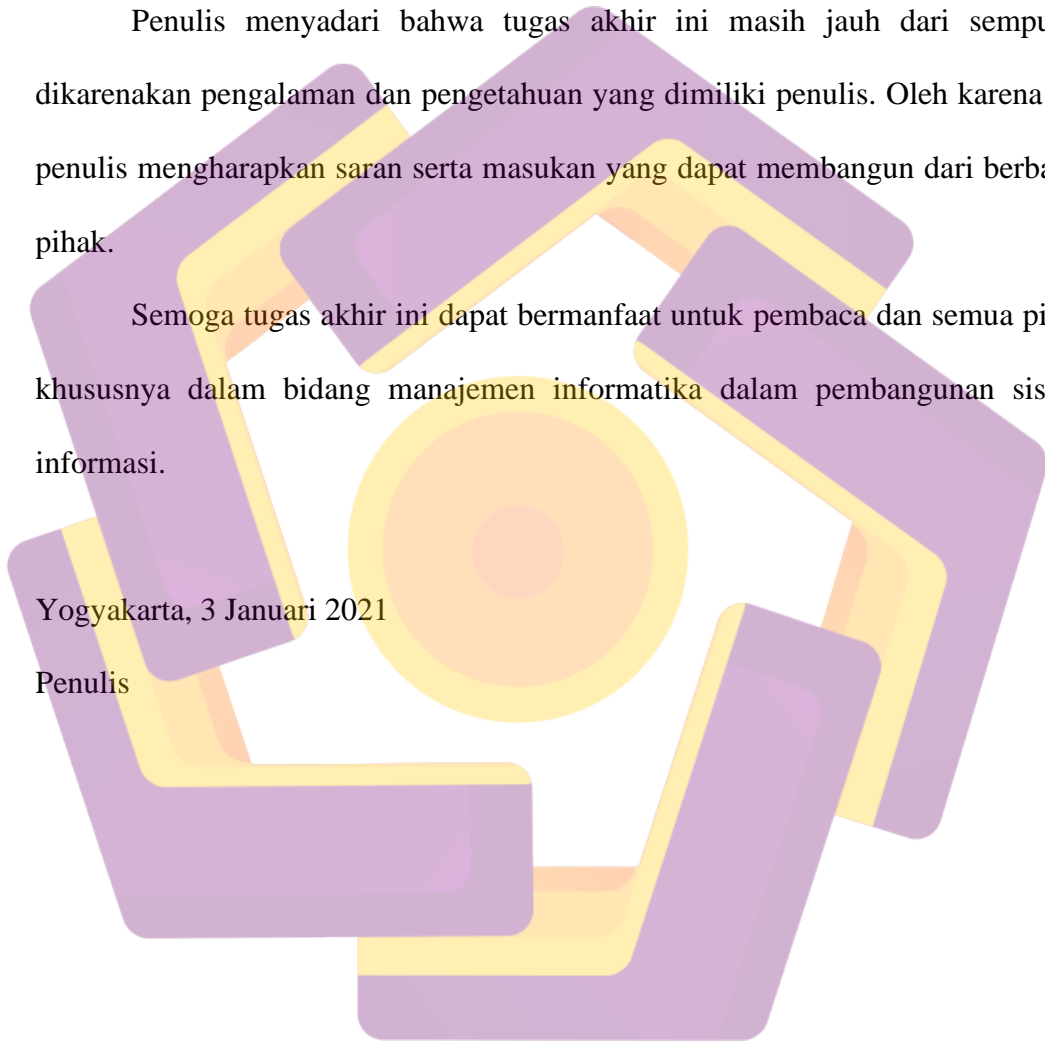 Penulis menyadari bahwa tugas akhir ini masih jauh dari sempu
dikarenakan pengalaman dan pengetahuan yang dimiliki penulis. Oleh karena
penulis mengharapkan saran serta masukan yang dapat membangun dari berba
pihak.
Semoga tugas akhir ini dapat bermanfaat untuk pembaca dan semua pi
khususnya dalam bidang manajemen informatika dalam pembangunan sis
informasi.
Yogyakarta, 3 Januari 2021
Penulis